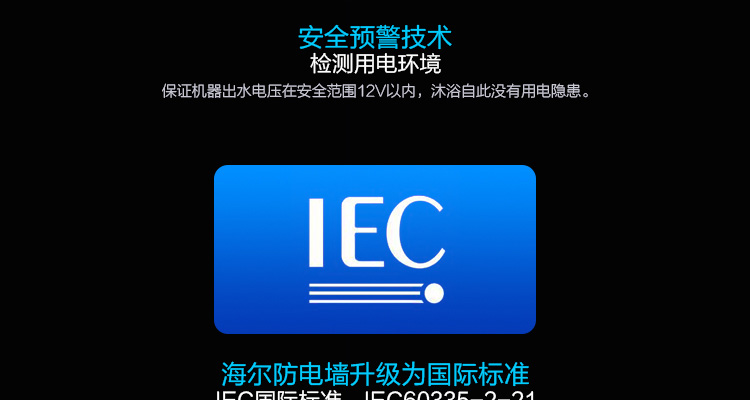 安全预警技术
检测用电环境
保证机器出水电压在安全范围12V以内，沐浴自此没有用电隐患。
IEC
海尔防电墙升级为国际标准
IEC国际标准 IEC60335-2-21